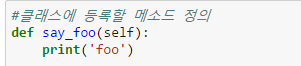 #클래스에 등록할 메소드 정의
def say_foo(self):
    print('foo')